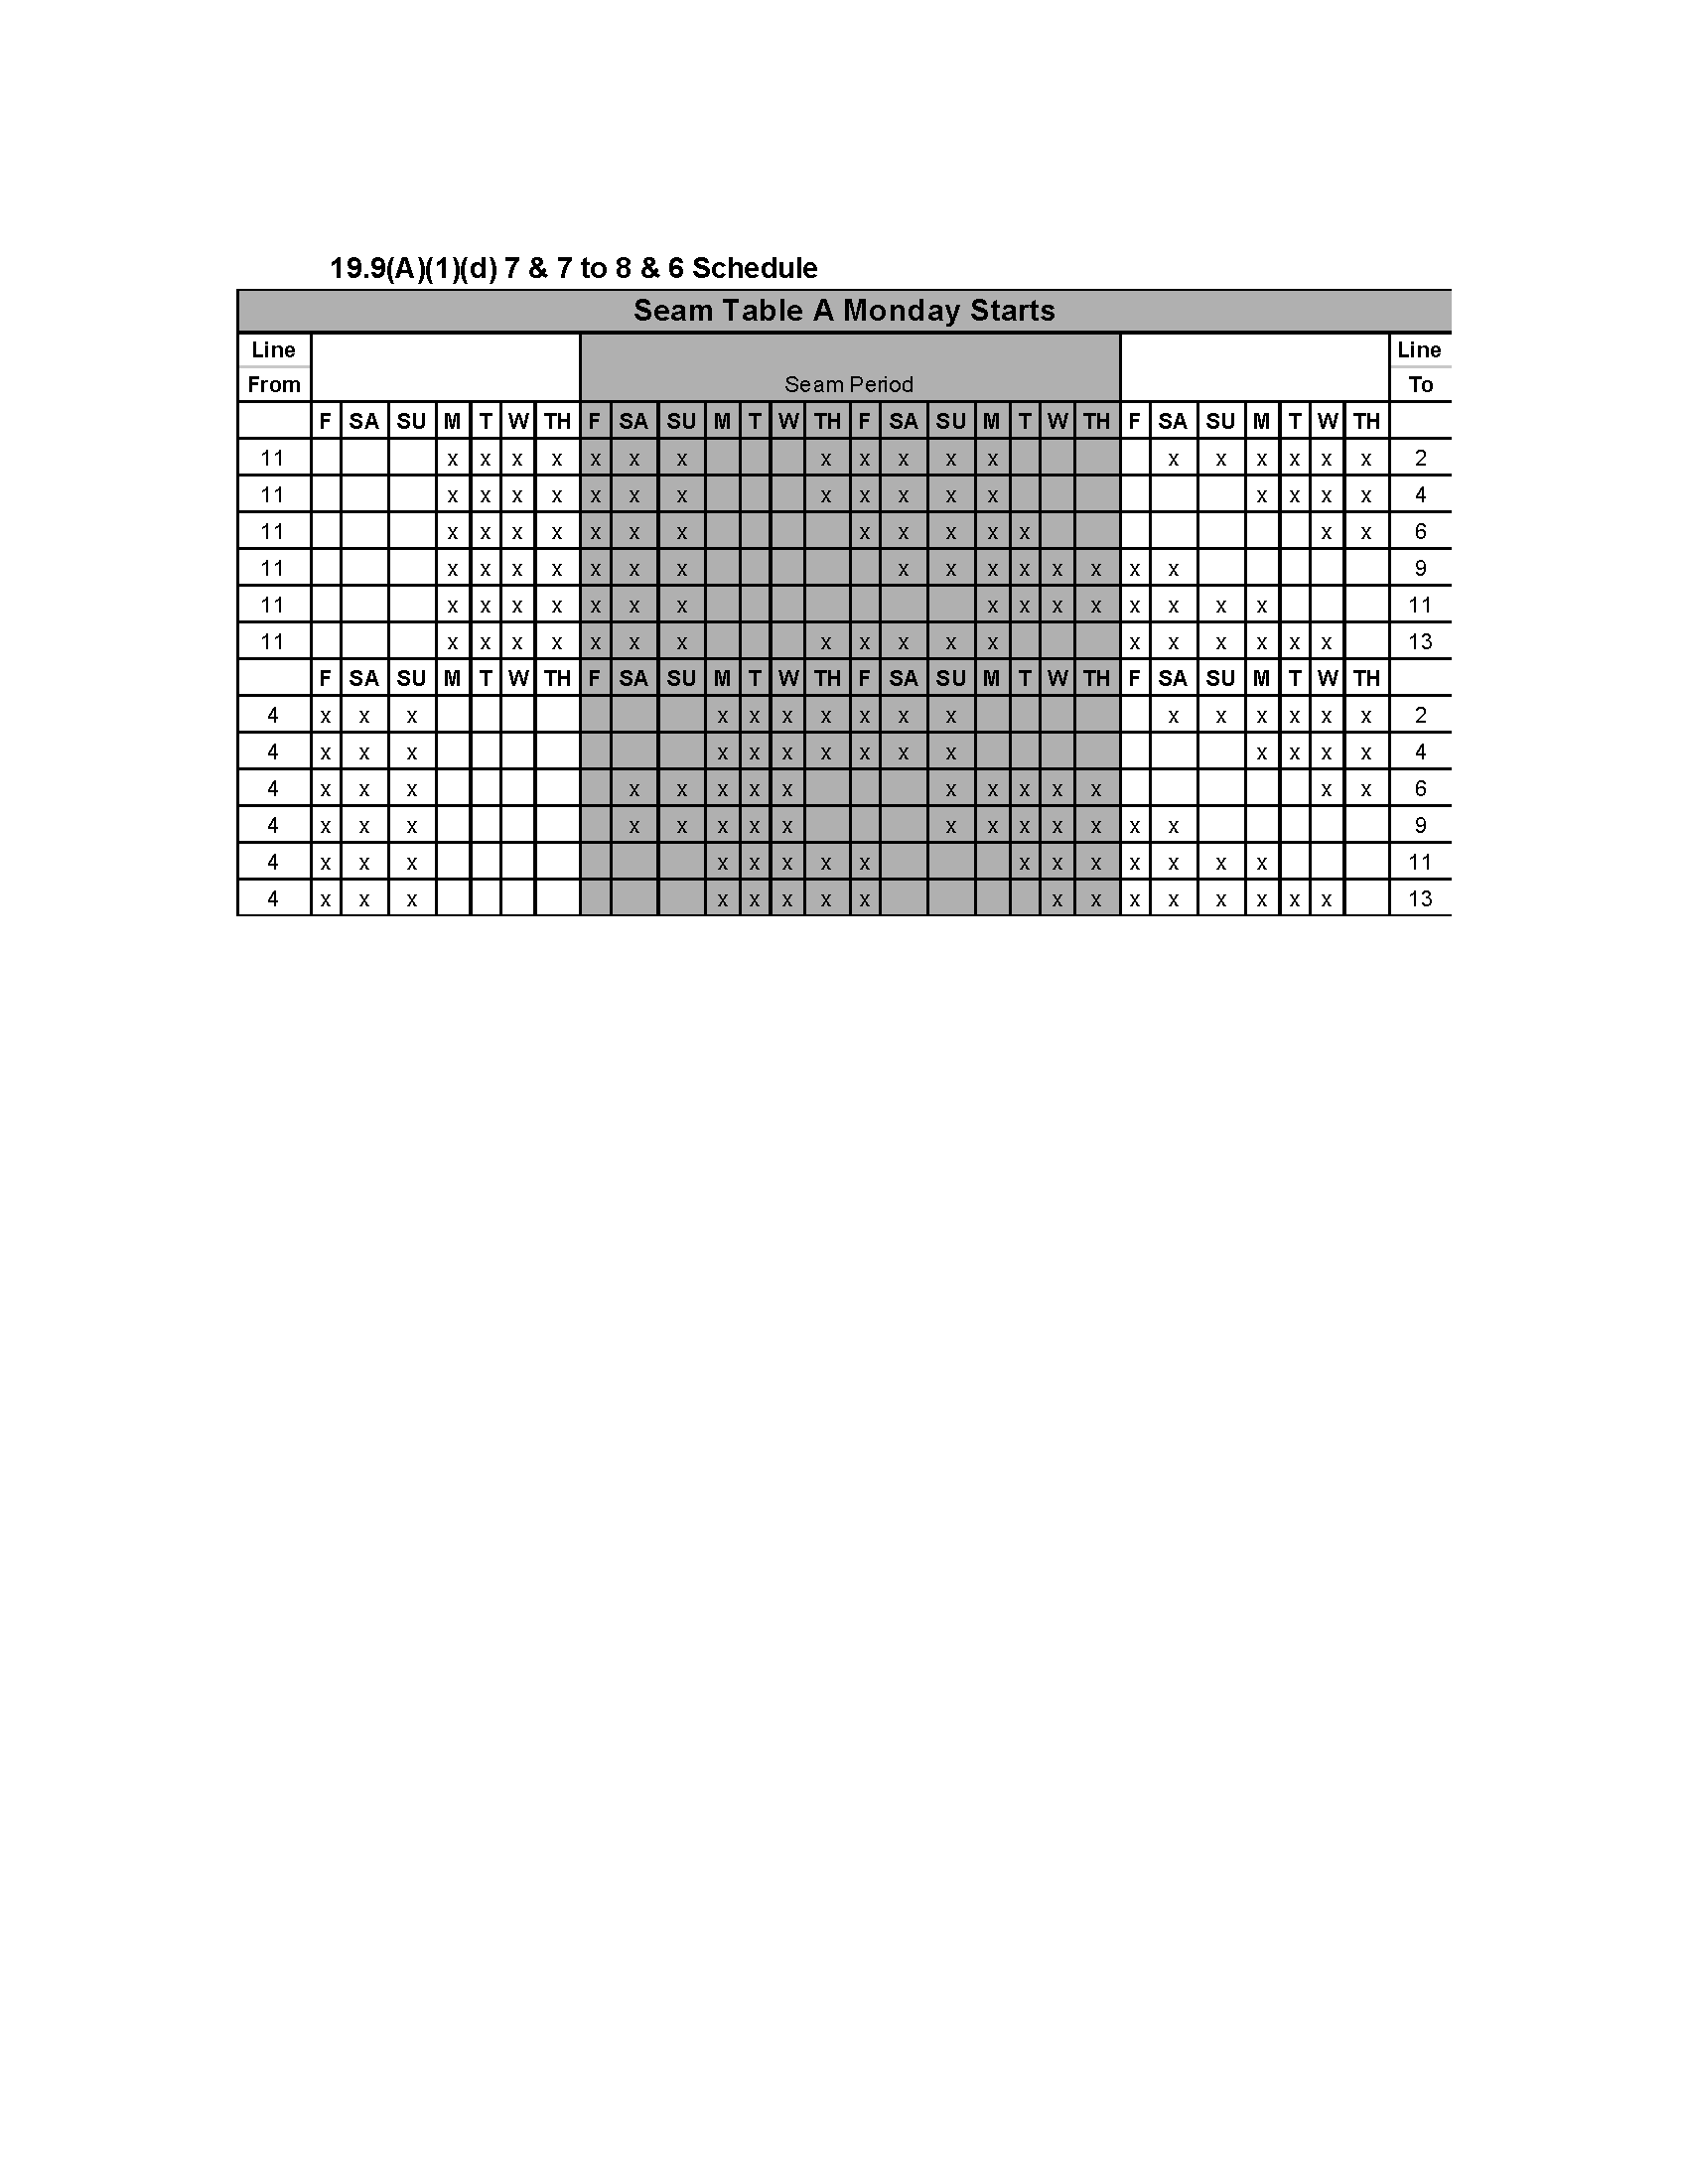 19.9(A)(1)(d) 7 & 7 to 8 & 6 Schedule
Seam Table A Monday Starts
Line Line
From Seam Period To
F SA SU M T W TH F SA SU M T W TH F SA SU M T W TH F SA SU M T W TH
11 x x x x x x x x x x x x x x x x x x 2
11 x x x x x x x x x x x x x x x x 4
11 x x x x x x x x x x x x x x 6
11 x x x x x x x x x x x x x x x 9
11 x x x x x x x x x x x x x x x 11
11 x x x x x x x x x x x x x x x x x x 13
F SA SU M T W TH F SA SU M T W TH F SA SU M T W TH F SA SU M T W TH
4 x x x x x x x x x x x x x x x x 2
4 x x x x x x x x x x x x x x 4
4 x x x x x x x x x x x x x x x 6
4 x x x x x x x x x x x x x x x 9
4 x x x x x x x x x x x x x x x 11
4 x x x x x x x x x x x x x x x x 13